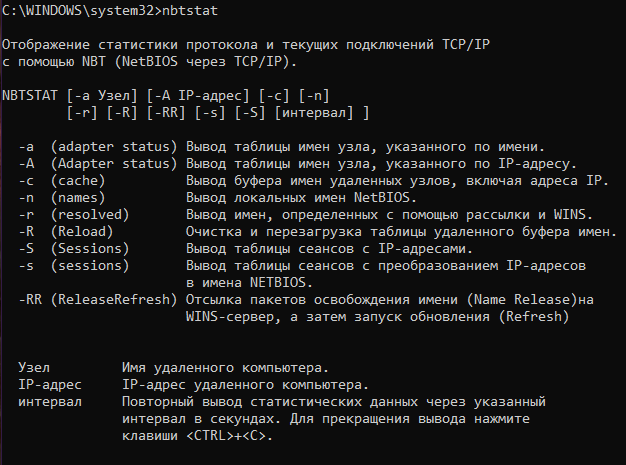 C:\WINDOWS\system32>nbtstat
Отображение статистики протокола и текущих подключений TCP/IP
с помощью NBT (NetBIOS через TCP/IP).
NBTSTAT [-a Узел] [-A IP-адрес] [-c] [-n]
[-r] [-R] [-RR] [-s] [-S] [интервал] ]
-a (adapter status) Вывод таблицы имен узла, указанного по имени.
-A (Adapter status) Вывод таблицы имен узла, указанного по IP-адресу.
-c (cache) Вывод буфера имен удаленных узлов, включая адреса IP.
-n (names) Вывод локальных имен NetBIOS.
-r (resolved) Вывод имен, определенных с помощью рассылки и WINS.
-R (Reload) Очистка и перезагрузка таблицы удаленного буфера имен.
-S (Sessions) Вывод таблицы сеансов с IP-адресами.
-s (sessions) Вывод таблицы сеансов с преобразованием IP-адресов
в имена NETBIOS.
-RR (ReleaseRefresh) Отсылка пакетов освобождения имени (Name Release)на
WINS-сервер, а затем запуск обновления (Refresh)
Узел Имя удаленного компьютера.
IP-адрес IP-адрес удаленного компьютера.
интервал Повторный вывод статистических данных через указанный
интервал в секундах. Для прекращения вывода нажмите
клавиши <CTRL>+<C>.